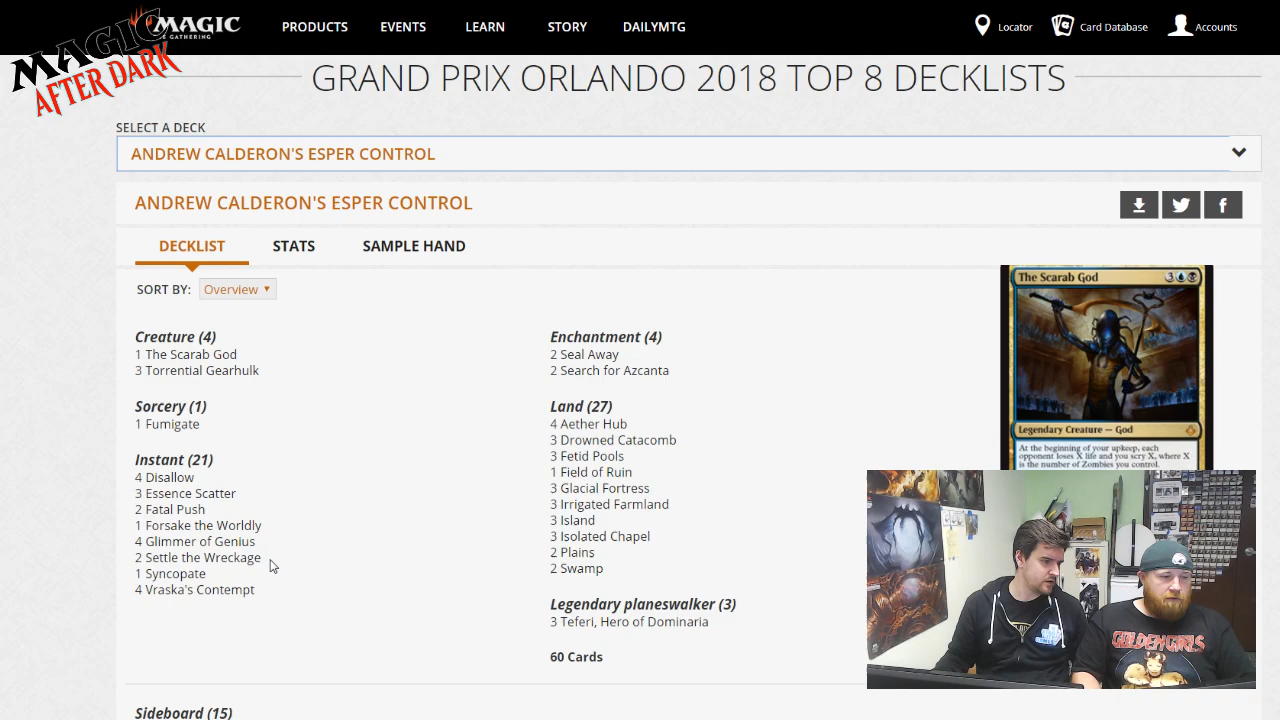 MAGIC
THE GATHERING
PRODUCTS
EVENTS
LEARN
STORY
DAILYMTG
Locator
Card Database
Accounts
MAGIC
AFTER DARK
GRAND PRIX ORLANDO 2018 TOP 8 DECKLISTS
SELECT A DECK
ANDREW CALDERON'S ESPER CONTROL
ANDREW CALDERON'S ESPER CONTROL
DECKLIST
STATS
SAMPLE HAND
SORT BY: Overview
Creature (4)
1 The Scarab God
3 Torrential Gearhulk
Sorcery (1)
1 Fumigate
Instant (21)
4 Disallow
3 Essence Scatter
2 Fatal Push
1 Forsake the Worldly
4 Glimmer of Genius
2 Settle the Wreckage
1 Syncopate
4 Vraska's Contempt
Enchantment (4)
2 Seal Away
2 Search for Azcanta
Land (27)
4 Aether Hub
3 Drowned Catacomb
3 Fetid Pools
1 Field of Ruin
3 Glacial Fortress
3 Irrigated Farmland
3 Island
3 Isolated Chapel
2 Plains
2 Swamp
Legendary planeswalker (3)
3 Teferi, Hero of Dominaria
60 Cards
The Scarab God 3
Legendary Creature — God
At the beginning of your upkeep, each
opponent loses X life and you scry X, where X
is the number of Zombies you control.
GOLDEN GIRLS
Sideboard (15)